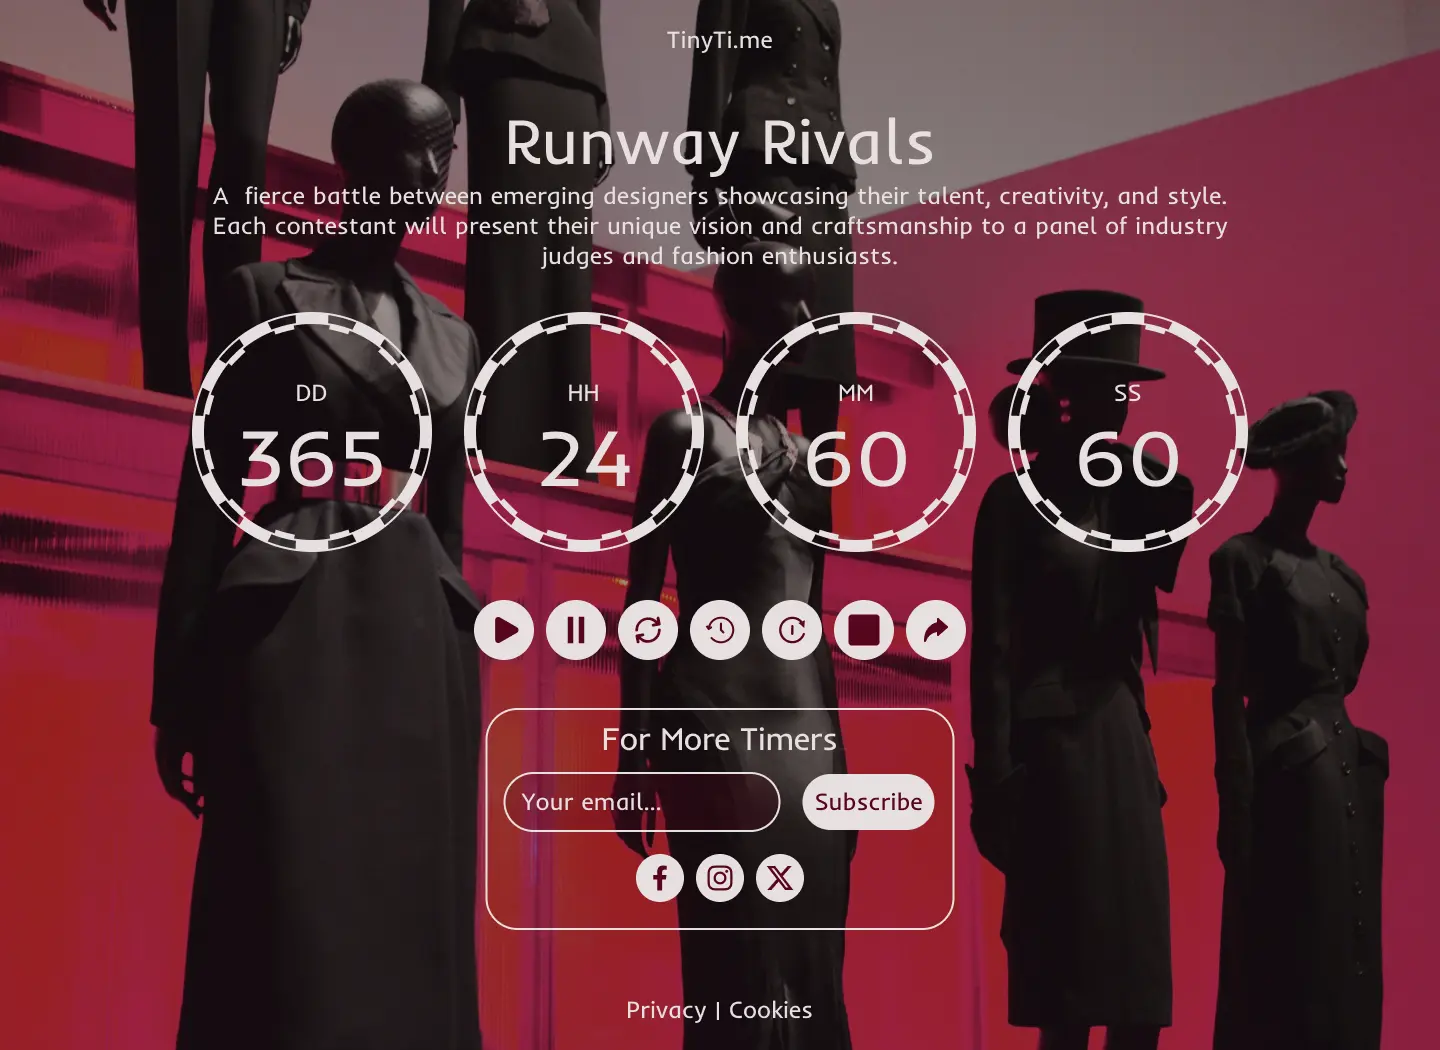 TinyTi.me
Runway Rivals
A  fierce battle between emerging designers showcasing their talent, creativity, and style.
Each contestant will present their unique vision and craftsmanship to a panel of industry
judges and fashion enthusiasts.
DD
365
HH
24
MM
60
SS
60
For More Timers
Your email...
Subscribe
Privacy | Cookies